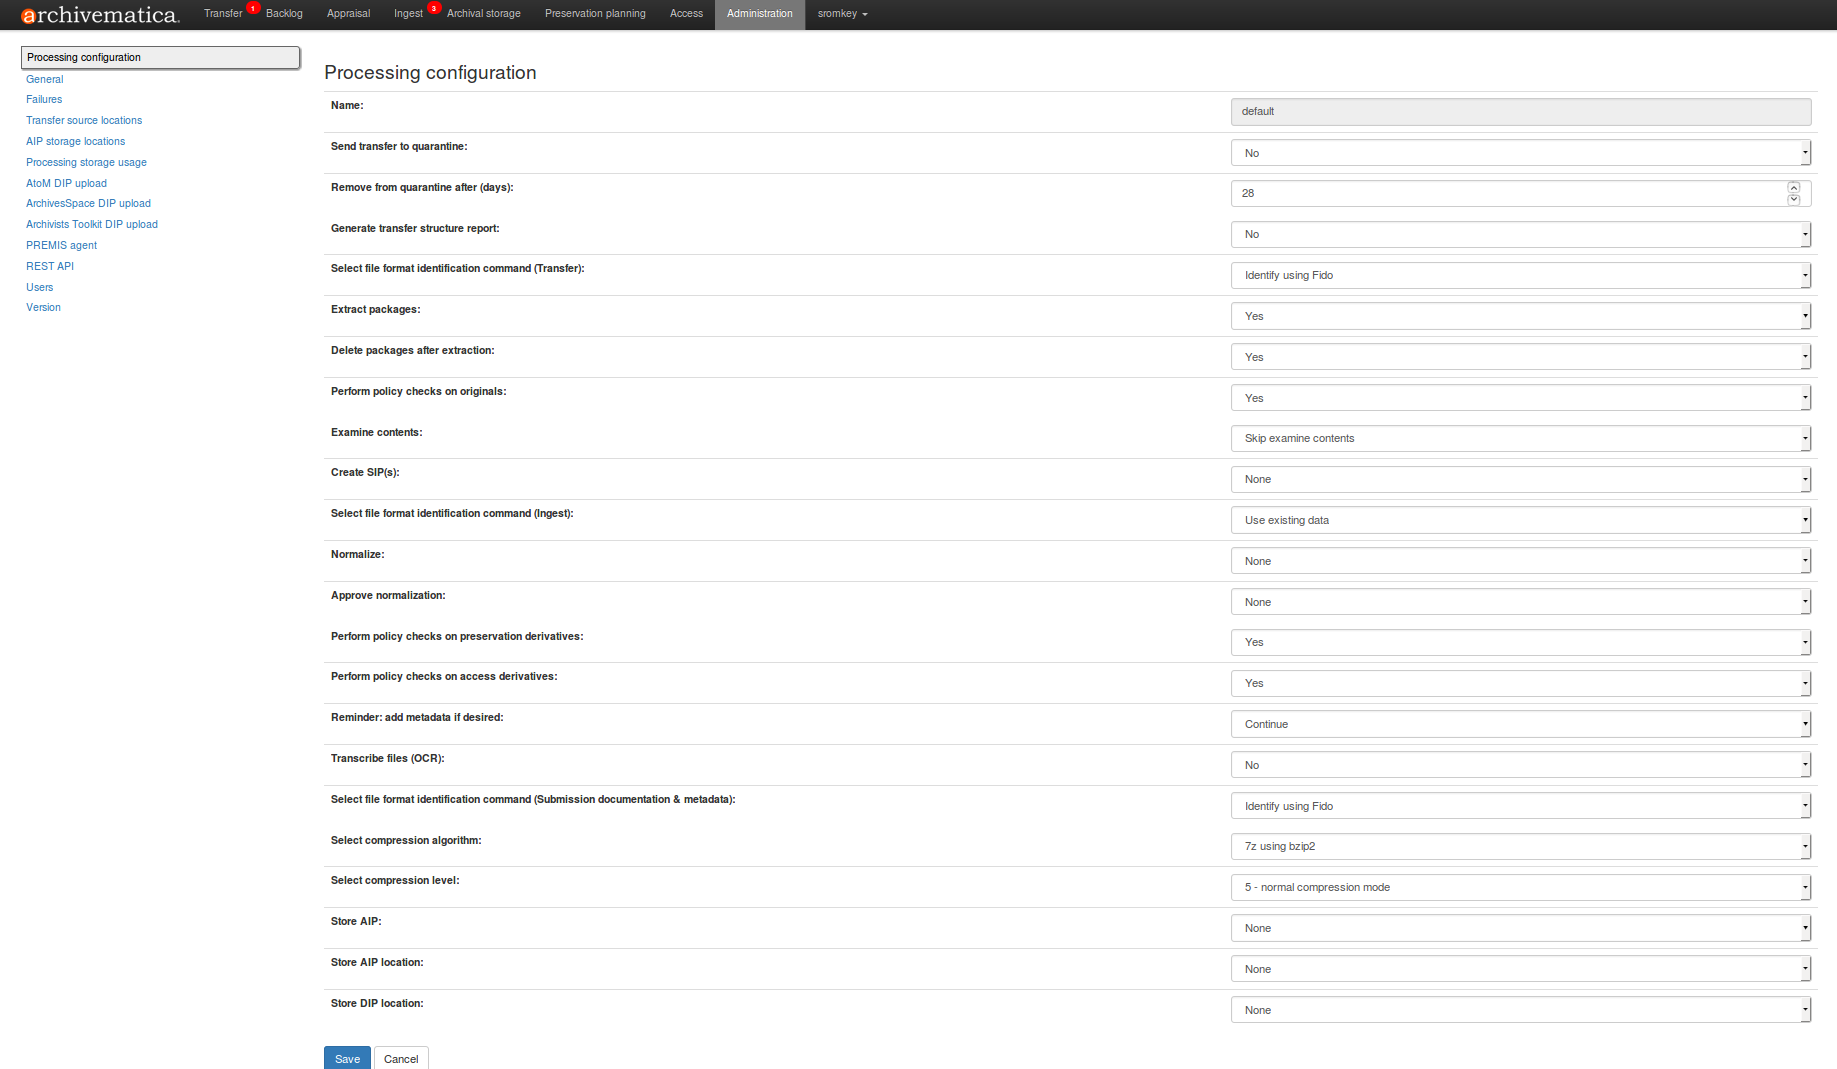 archivematica
Transfer 1 Backlog Appraisal Ingest 3 Archival storage Preservation planning Access Administration sromkey
Processing configuration
General
Failures
Transfer source locations
AIP storage locations
Processing storage usage
AtoM DIP upload
ArchivesSpace DIP upload
Archivists Toolkit DIP upload
PREMIS agent
REST API
Users
Version
Processing configuration
Name: default
Send transfer to quarantine: No
Remove from quarantine after (days): 28
Generate transfer structure report: No
Select file format identification command (Transfer): Identify using Fido
Extract packages: Yes
Delete packages after extraction: Yes
Perform policy checks on originals: Yes
Examine contents: Skip examine contents
Create SIP(s): None
Select file format identification command (Ingest): Use existing data
Normalize: None
Approve normalization: None
Perform policy checks on preservation derivatives: Yes
Perform policy checks on access derivatives: Yes
Reminder: add metadata if desired: Continue
Transcribe files (OCR): No
Select file format identification command (Submission documentation & metadata): Identify using Fido
Select compression algorithm: 7z using bzip2
Select compression level: 5 - normal compression mode
Store AIP: None
Store AIP location: None
Store DIP location: None
Save Cancel